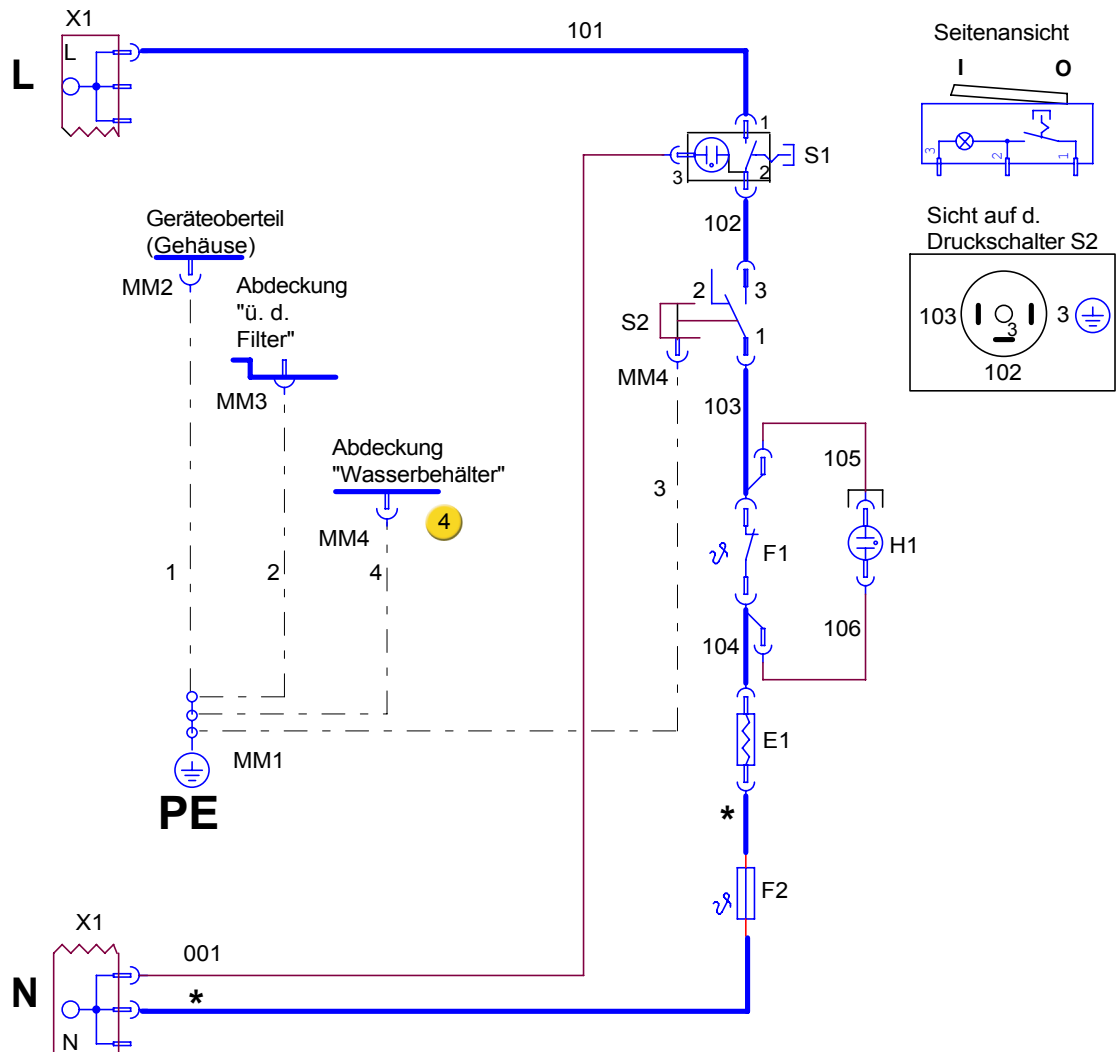 X1
L
L
101
Seitenansicht
I O
3
2
1
1
S1
3
2
Geräteoberteil
(Gehäuse)
MM2
102
Sicht auf d.
Druckschalter S2
103
3
3
102
Abdeckung
"ü. d.
Filter"
MM3
2
3
S2
1
MM4
103
Abdeckung
"Wasserbehälter"
4
MM4
3
105
F1
H1
1
2
4
104
106
MM1
PE
E1
*
F2
X1
001
N
*
N